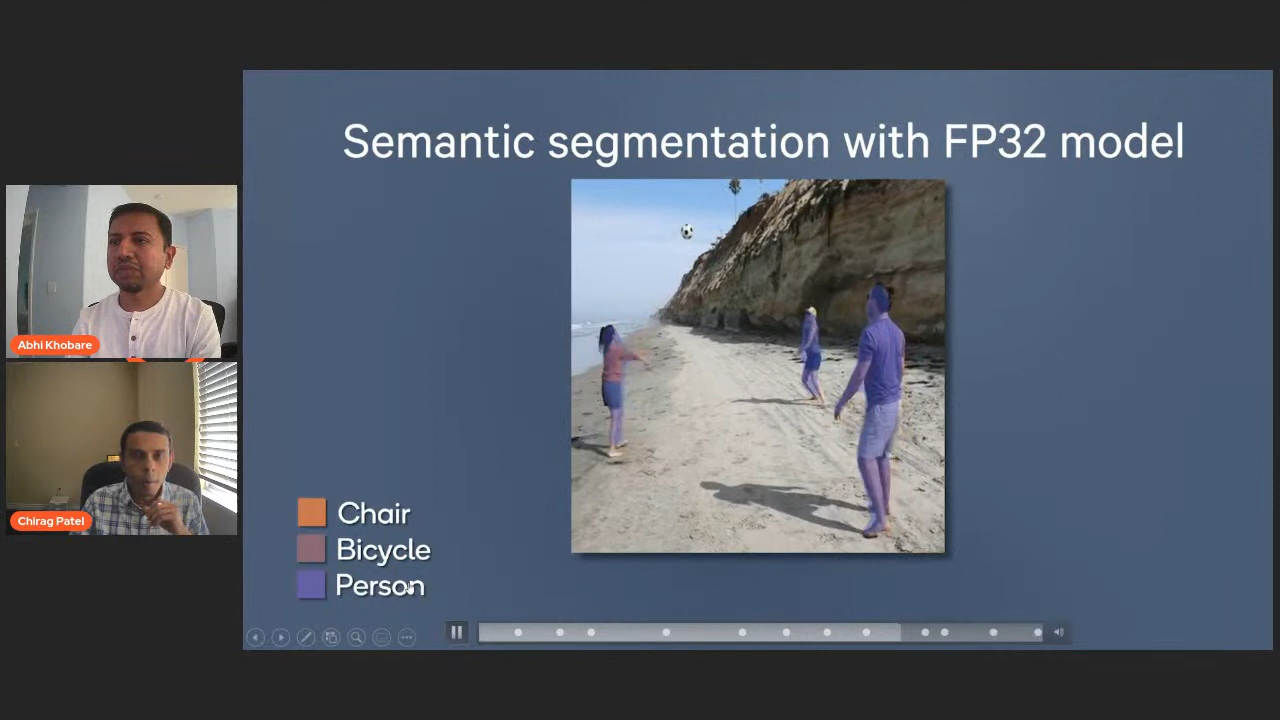 Semantic segmentation with FP32 model
Abhi Khobare
Chirag Patel
Chair
Bicycle
Person